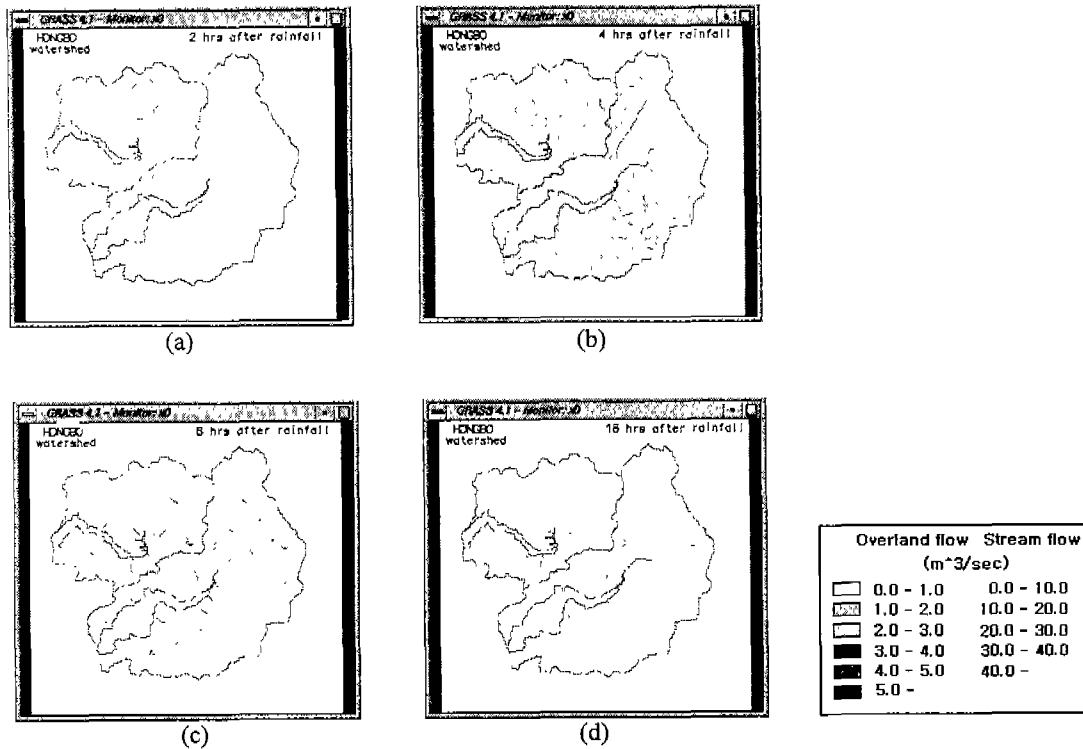 GRASS 4.1 - Monitor: x0
HONGBO
watershed
2 hrs after rainfall
(a)
GRASS 4.1 - Monitor: x0
HONGBO
watershed
4 hrs after rainfall
(b)
GRASS 4.1 - Monitor: x0
HONGBO
watershed
hrs after rainfall
(c)
GRASS 4.1 - Monitor: x0
HONGBO
watershed
16 hrs after rainfall
(d)
Overland flow Stream flow
(m^3/sec)
0.0 - 1.0 0.0 - 10.0
1.0 - 2.0 10.0 - 20.0
2.0 - 3.0 20.0 - 30.0
3.0 - 4.0 30.0 - 40.0
4.0 - 5.0 40.0 -
5.0 -